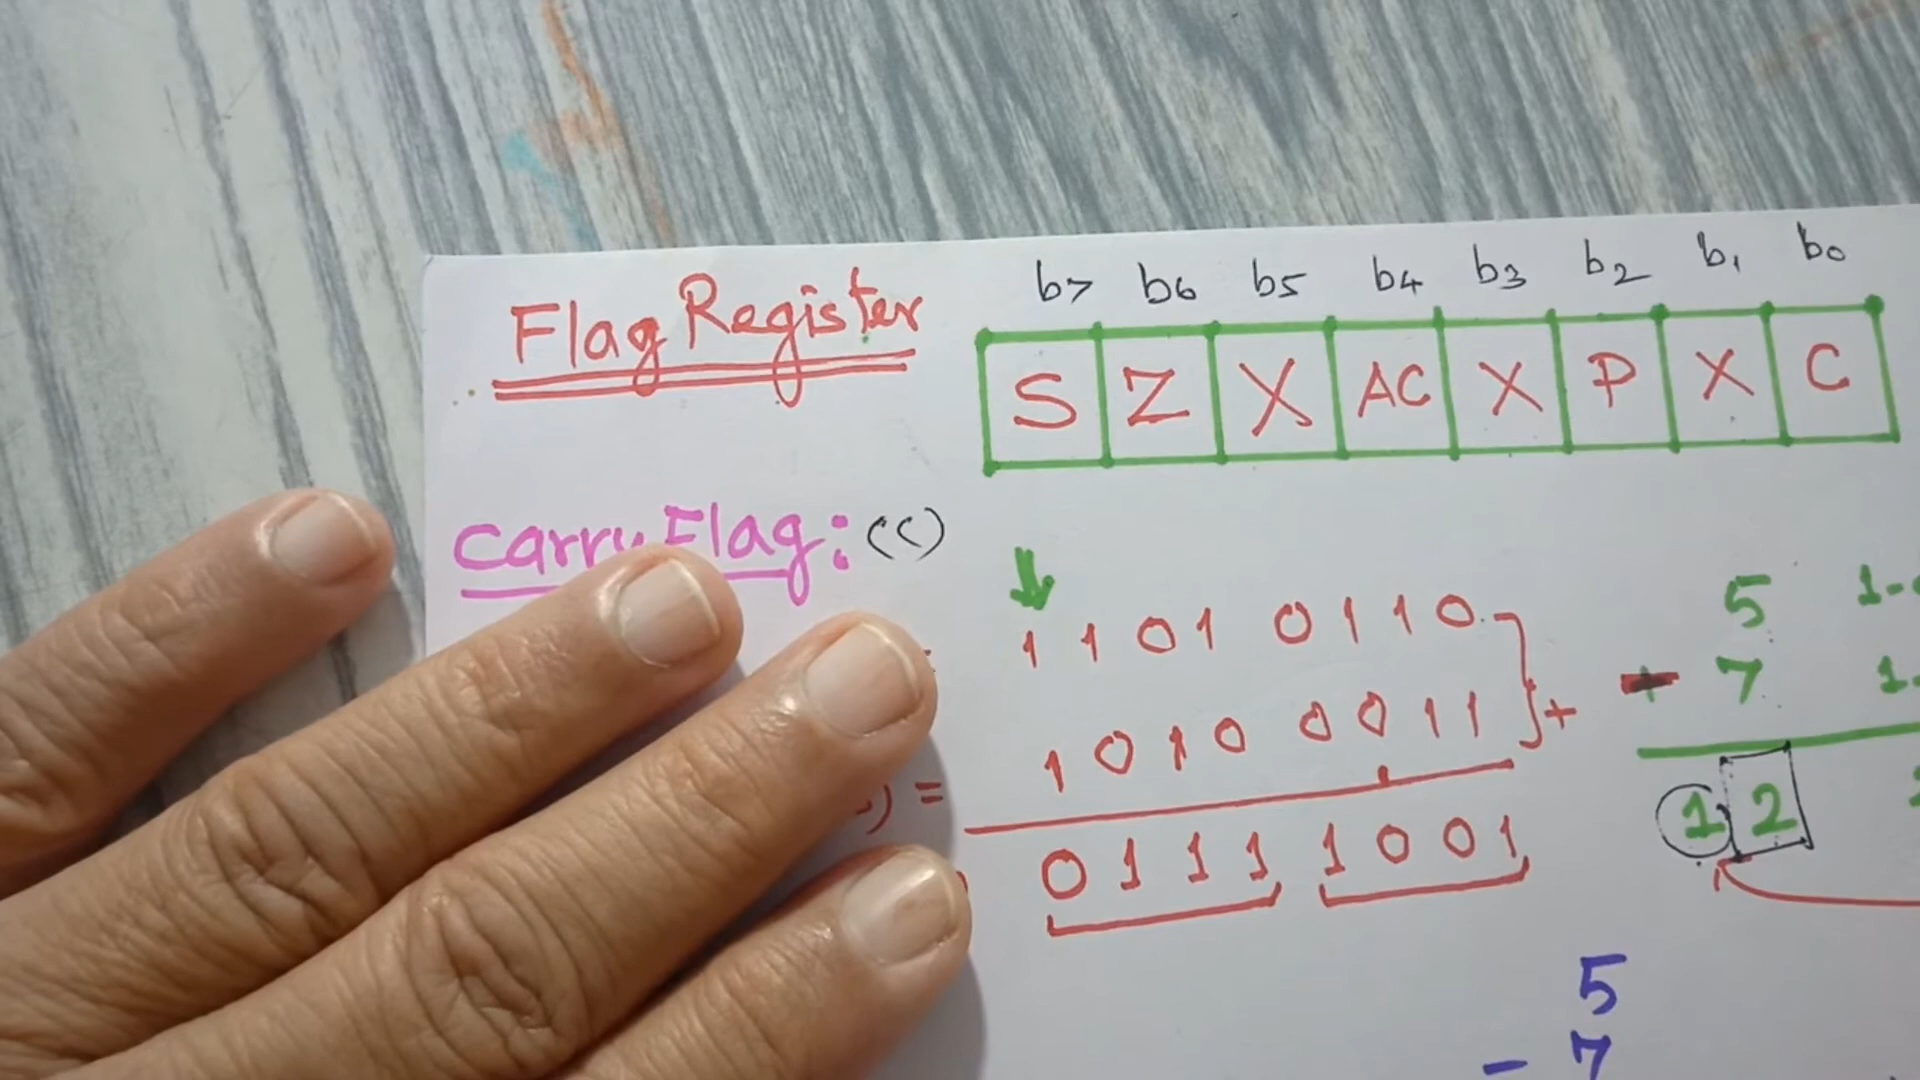 Flag Register
b7 b6 b5 b4 b3 b2 b1 b0
S Z X AC X P X C
Carry Flag: (C)
1 1 0 1 0 1 1 0
1 0 1 0 0 0 1 1 +
=
0 1 1 1 1 0 0 1
5
+ 7
1 2
5
- 7